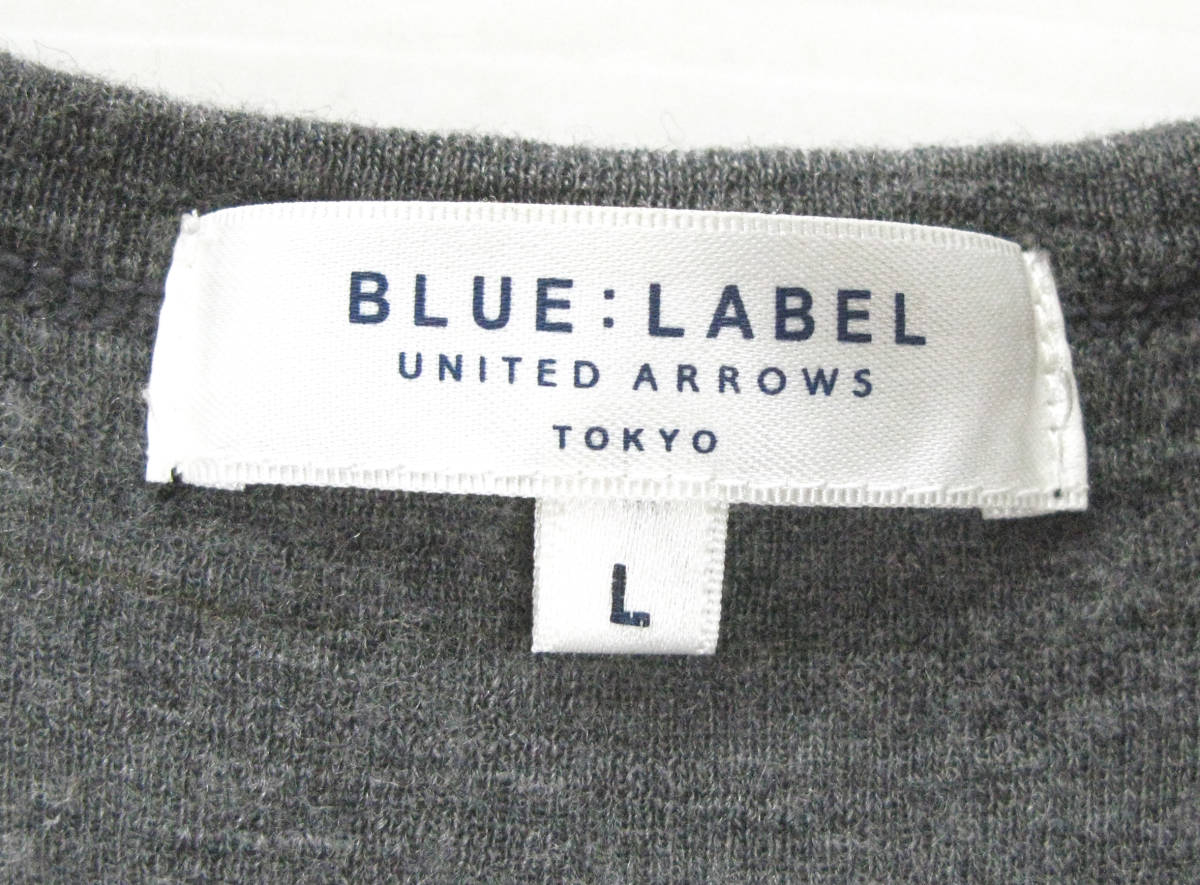 BLUE : LABEL
UNITED ARROWS
TOKYO
L